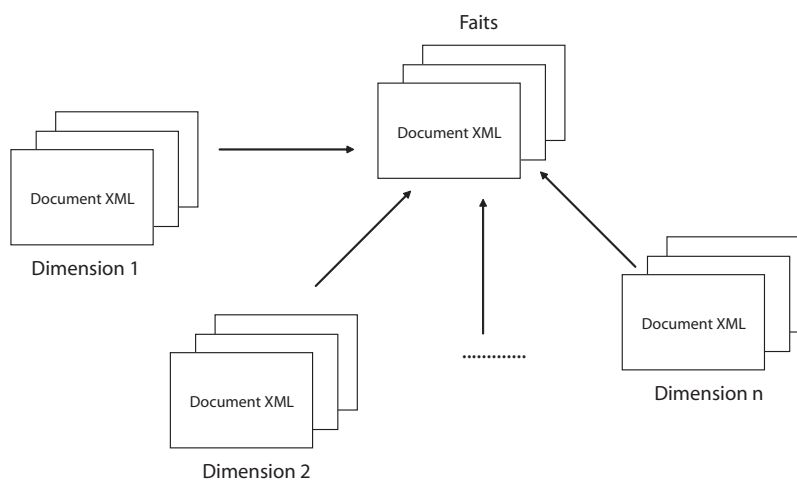 Faits
Document XML
Document XML
Dimension 1
Document XML
Dimension 2
.............
Document XML
Dimension n